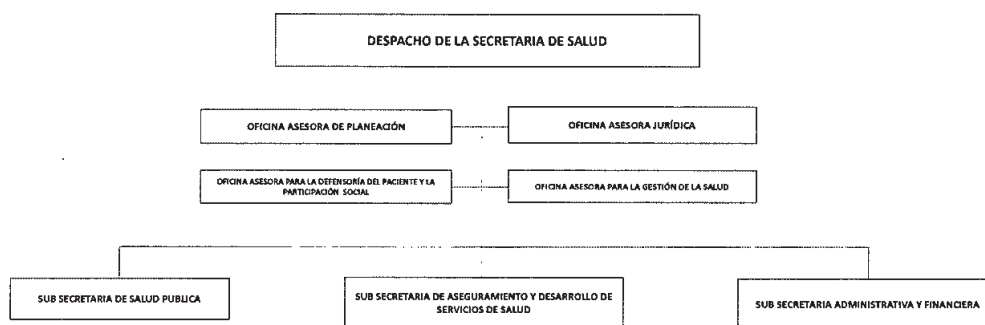 DESPACHO DE LA SECRETARIA DE SALUD
OFICINA ASESORA DE PLANEACIÓN
OFICINA ASESORA JURÍDICA
OFICINA ASESORA PARA LA DEFENSORÍA DEL PACIENTE Y LA
PARTICIPACIÓN SOCIAL
OFICINA ASESORA PARA LA GESTIÓN DE LA SALUD
SUB SECRETARIA DE SALUD PUBLICA
SUB SECRETARIA DE ASEGURAMIENTO Y DESARROLLO DE
SERVICIOS DE SALUD
SUB SECRETARIA ADMINISTRATIVA Y FINANCIERA